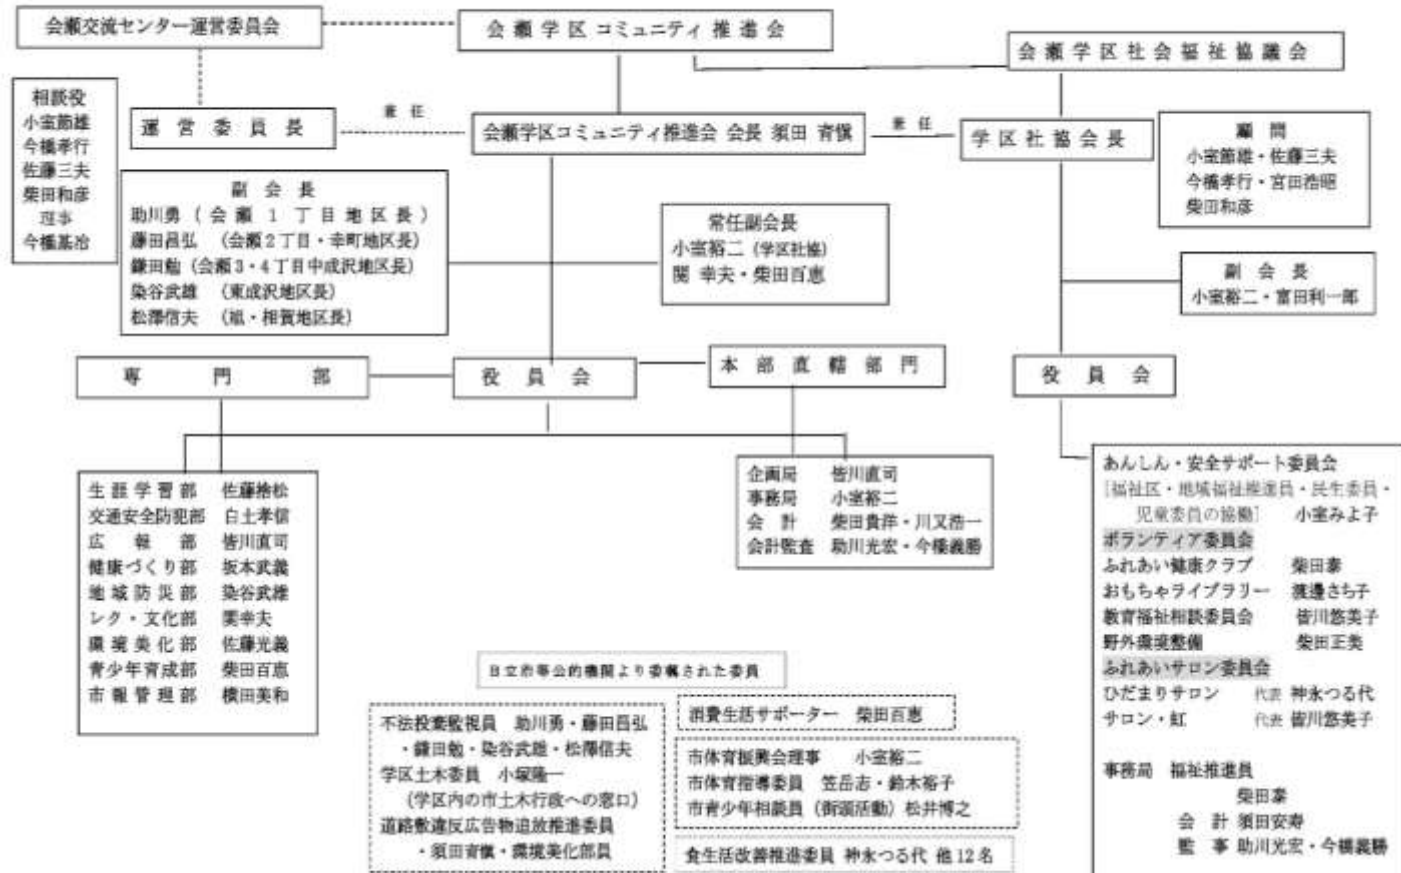 会瀬交流センター運営委員会
会瀬学区コミュニティ推進会
会瀬学区社会福祉協議会
相談役
小室節雄
今橋孝行
佐藤三夫
柴田和彦
理事
今橋基治
運営委員長
兼任
会瀬学区コミュニティ推進会 会長 須田 育愼
兼任
学区社協会長
顧問
小室節雄・佐藤三夫
今橋孝行・宮田浩昭
柴田和彦
副会長
助川勇（会瀬1丁目地区長）
藤田昌弘 （会瀬2丁目・幸町地区長）
鎌田勉（会瀬3・4丁目中成沢地区長）
染谷武雄 （東成沢地区長）
松澤信夫 （旭・相賀地区長）
常任副会長
小室裕二（学区社協）
関 幸夫・柴田百恵
副会長
小室裕二・富田利一郎
専門部
役員会
本部直轄部門
役員会
生涯学習部 佐藤捨松
交通安全防犯部 白土孝信
広報部 皆川直司
健康づくり部 坂本武義
地域防災部 染谷武雄
レク・文化部 関幸夫
環境美化部 佐藤光義
青少年育成部 柴田百恵
市報管理部 横田美和
企画局 皆川直司
事務局 小室裕二
会計 柴田貴洋・川又浩一
会計監査 助川光宏・今橋義勝
あんしん・安全サポート委員会
［福祉区・地域福祉推進員・民生委員・
児童委員の協働］ 小室みよ子
ボランティア委員会
ふれあい健康クラブ 柴田泰
おもちゃライブラリー 渡邊さち子
教育福祉相談委員会 皆川悠美子
野外環境整備 柴田正美
ふれあいサロン委員会
ひだまりサロン 代表 神永つる代
サロン・虹 代表 皆川悠美子
事務局 福祉推進員
柴田泰
会計 須田安寿
監事 助川光宏・今橋義勝
日立市等公的機関より委嘱された委員
不法投棄監視員 助川勇・藤田昌弘
・鎌田勉・染谷武雄・松澤信夫
学区土木委員 小塚隆一
（学区内の市土木行政への窓口）
道路敷違反広告物追放推進委員
・須田育愼・環境美化部員
消費生活サポーター 柴田百恵
市体育振興会理事 小室裕二
市体育指導委員 笠岳志・鈴木裕子
市青少年相談員（街頭活動）松井博之
食生活改善推進委員 神永つる代 他12名